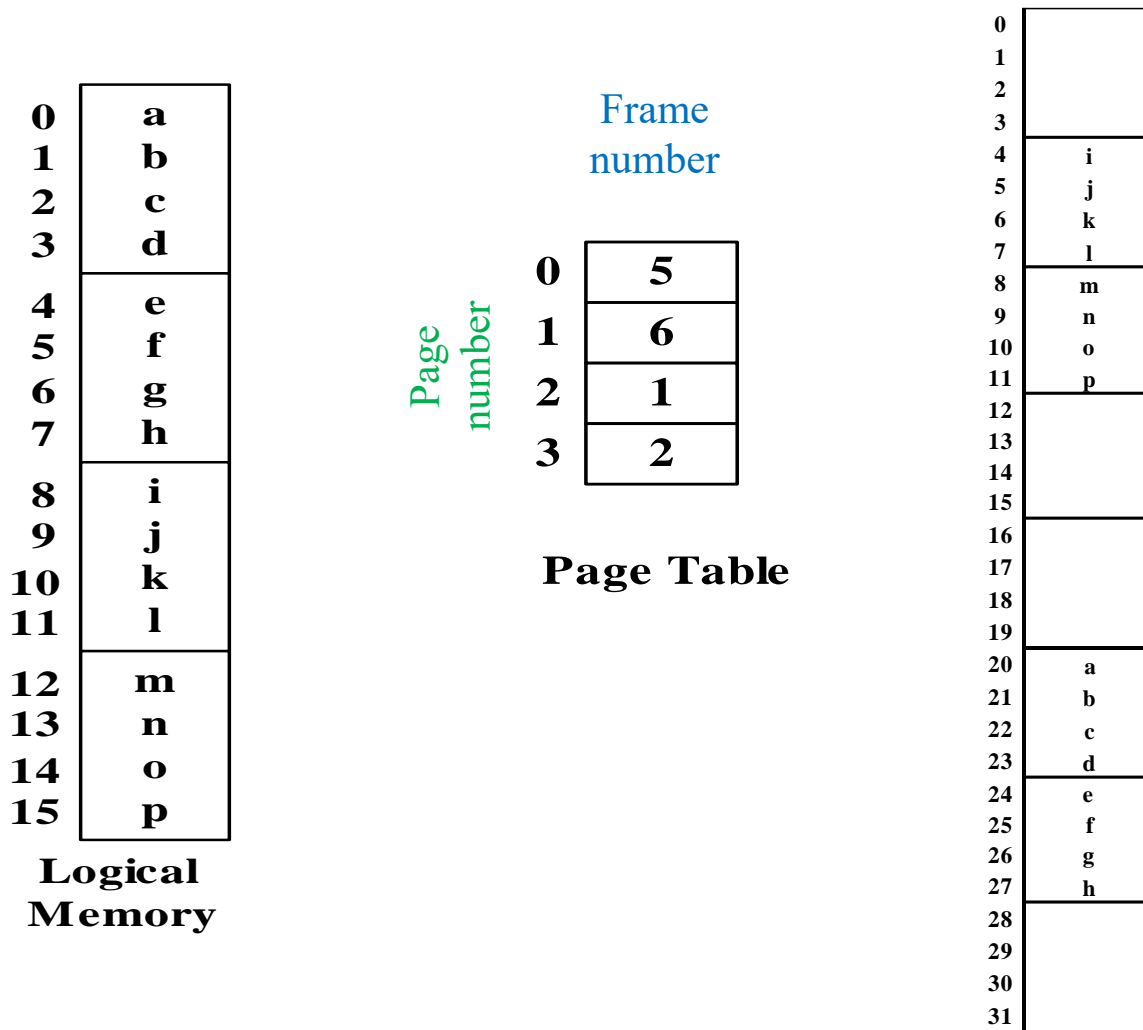 0 a
1 b
2 c
3 d
4 e
5 f
6 g
7 h
8 i
9 j
10 k
11 l
12 m
13 n
14 o
15 p
Logical
Memory
Frame
number
Page
number
0 5
1 6
2 1
3 2
Page Table
0
1
2
3
4 i
5 j
6 k
7 l
8 m
9 n
10 o
11 p
12
13
14
15
16
17
18
19
20 a
21 b
22 c
23 d
24 e
25 f
26 g
27 h
28
29
30
31